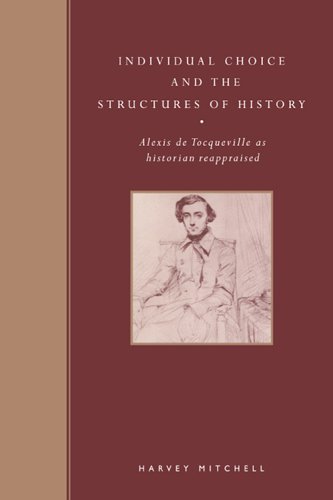 INDIVIDUAL CHOICE
AND THE
STRUCTURES OF HISTORY
•
Alexis de Tocqueville as
historian reappraised
HARVEY MITCHELL